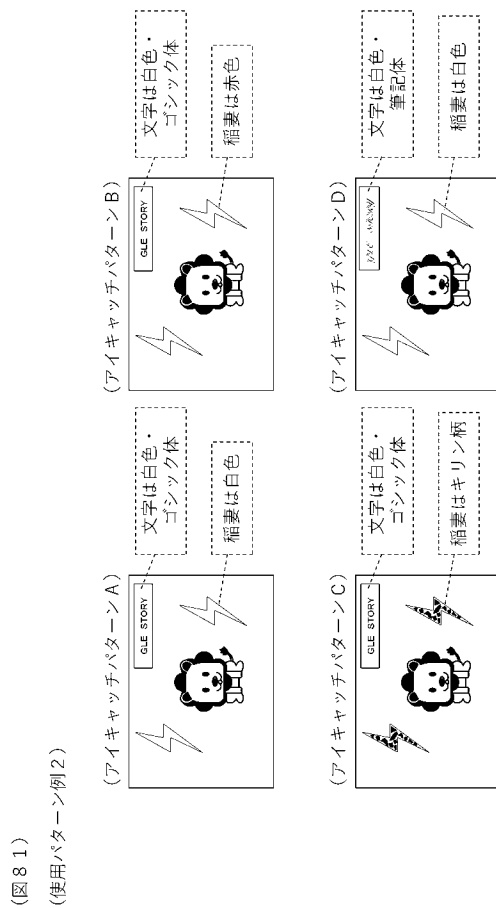 (図81)
(使用パターン例2)
(アイキャッチパターンA)
GLE STORY
文字は白色・
ゴシック体
稲妻は白色
(アイキャッチパターンB)
GLE STORY
文字は白色・
ゴシック体
稲妻は赤色
(アイキャッチパターンC)
GLE STORY
文字は白色・
ゴシック体
稲妻はキリン柄
(アイキャッチパターンD)
文字は白色・
筆記体
稲妻は白色